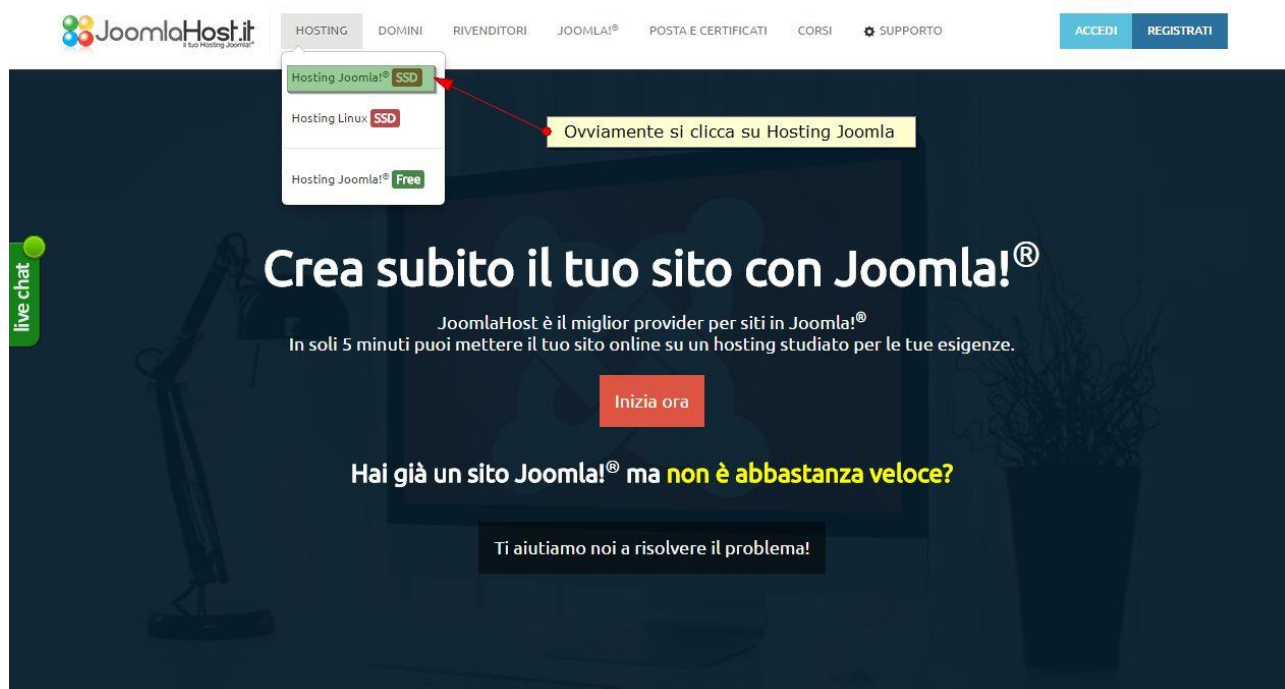 JoomlaHost.it
il tuo Hosting Joomla!®
HOSTING DOMINI RIVENDITORI JOOMLA!® POSTA E CERTIFICATI CORSI SUPPORTO ACCEDI REGISTRATI
Hosting Joomla!® SSD
Hosting Linux SSD
Hosting Joomla!® Free
Ovviamente si clicca su Hosting Joomla
live chat
Crea subito il tuo sito con Joomla!®
JoomlaHost è il miglior provider per siti in Joomla!®
In soli 5 minuti puoi mettere il tuo sito online su un hosting studiato per le tue esigenze.
Inizia ora
Hai già un sito Joomla!® ma non è abbastanza veloce?
Ti aiutiamo noi a risolvere il problema!